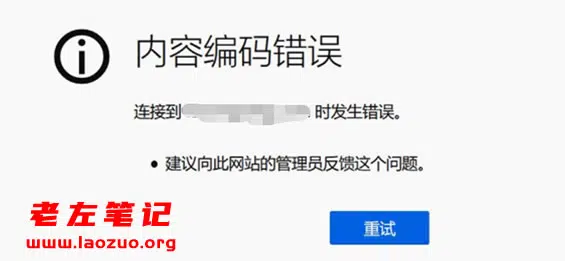 内容编码错误
连接到 时发生错误。
• 建议向此网站的管理员反馈这个问题。
老左笔记
www.laozuo.org
重试